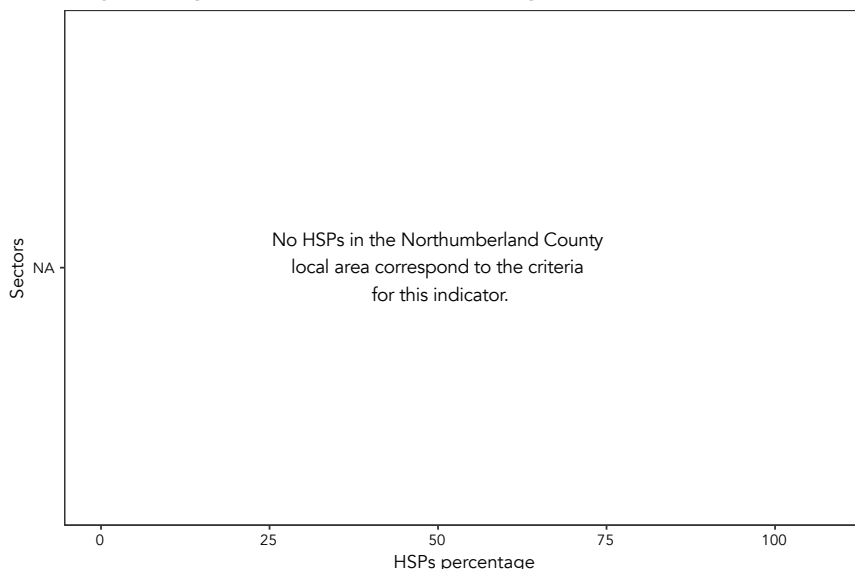 No HSPs in the Northumberland County
local area correspond to the criteria
for this indicator.
Sectors
NA
0 25 50 75 100
HSPs percentage